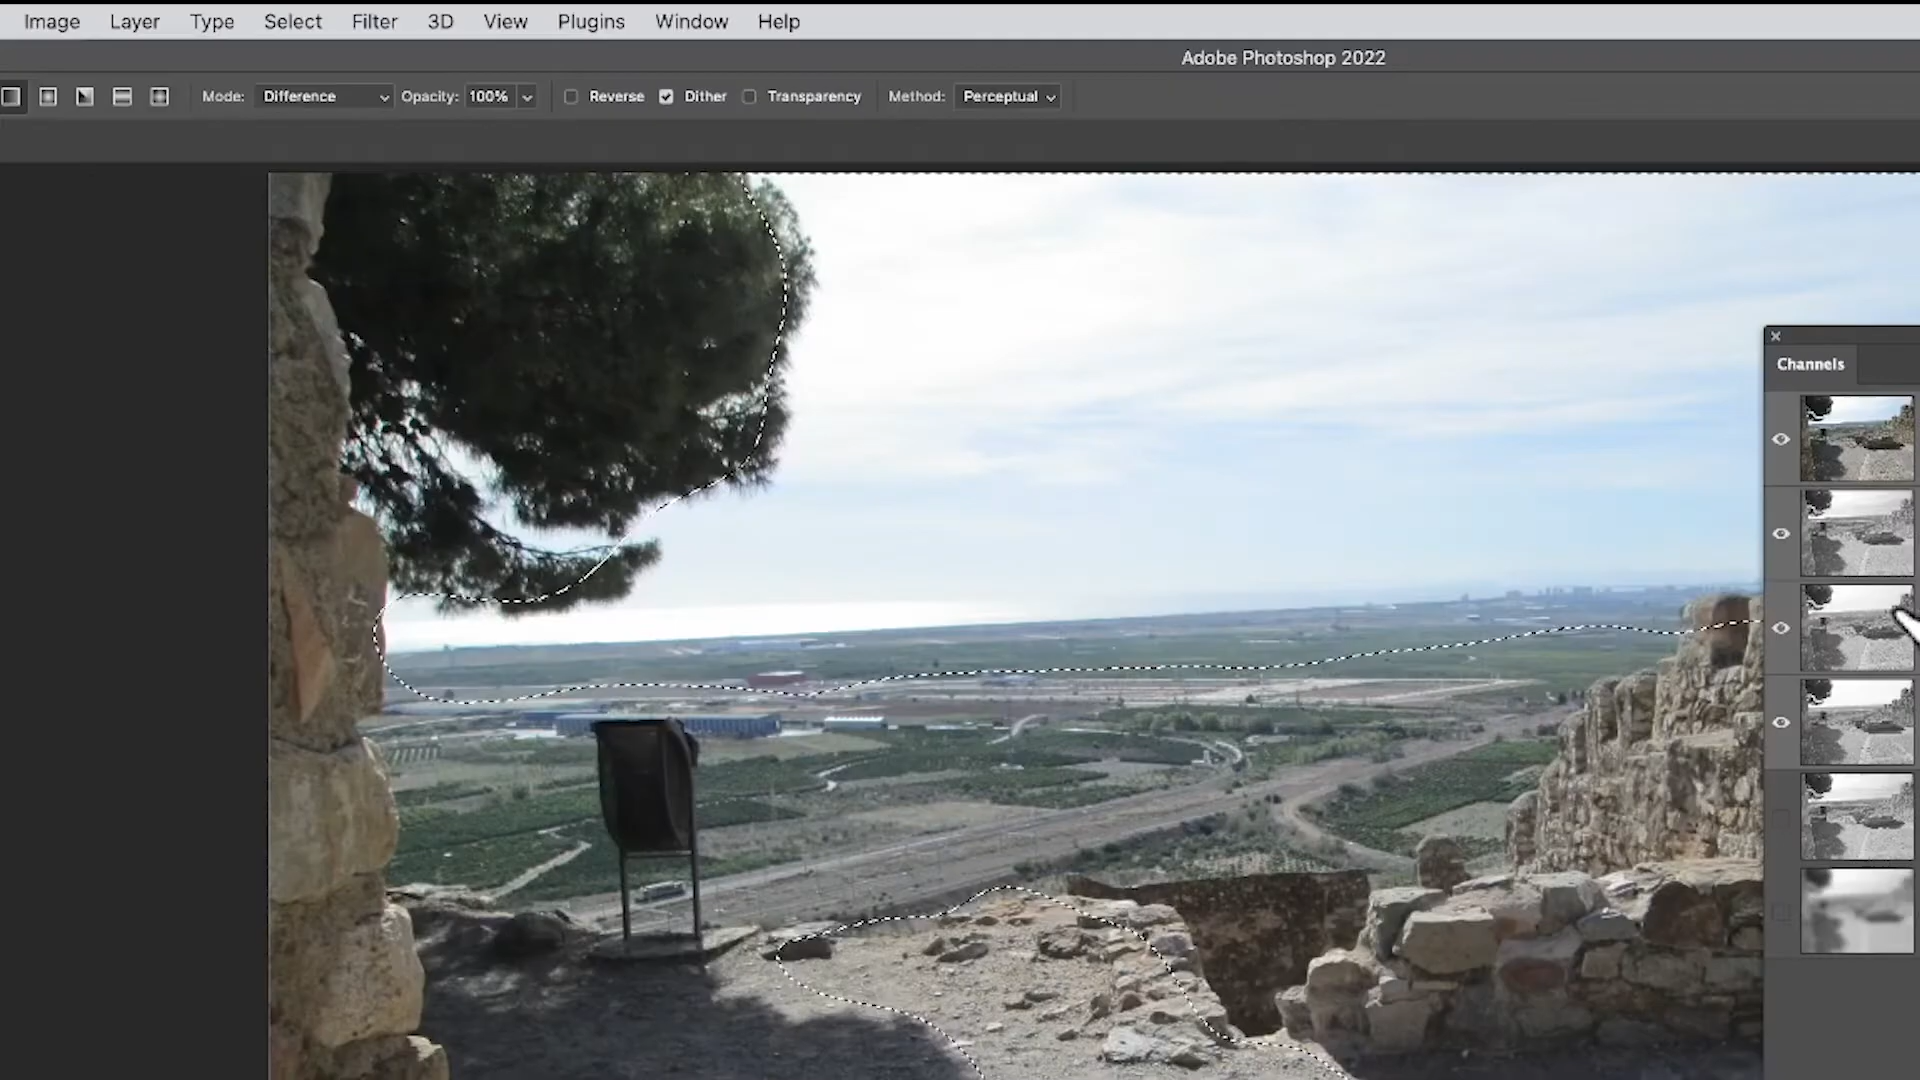 Image Layer Type Select Filter 3D View Plugins Window Help
Adobe Photoshop 2022
Mode: Difference Opacity: 100% Reverse Dither Transparency Method: Perceptual
Channels